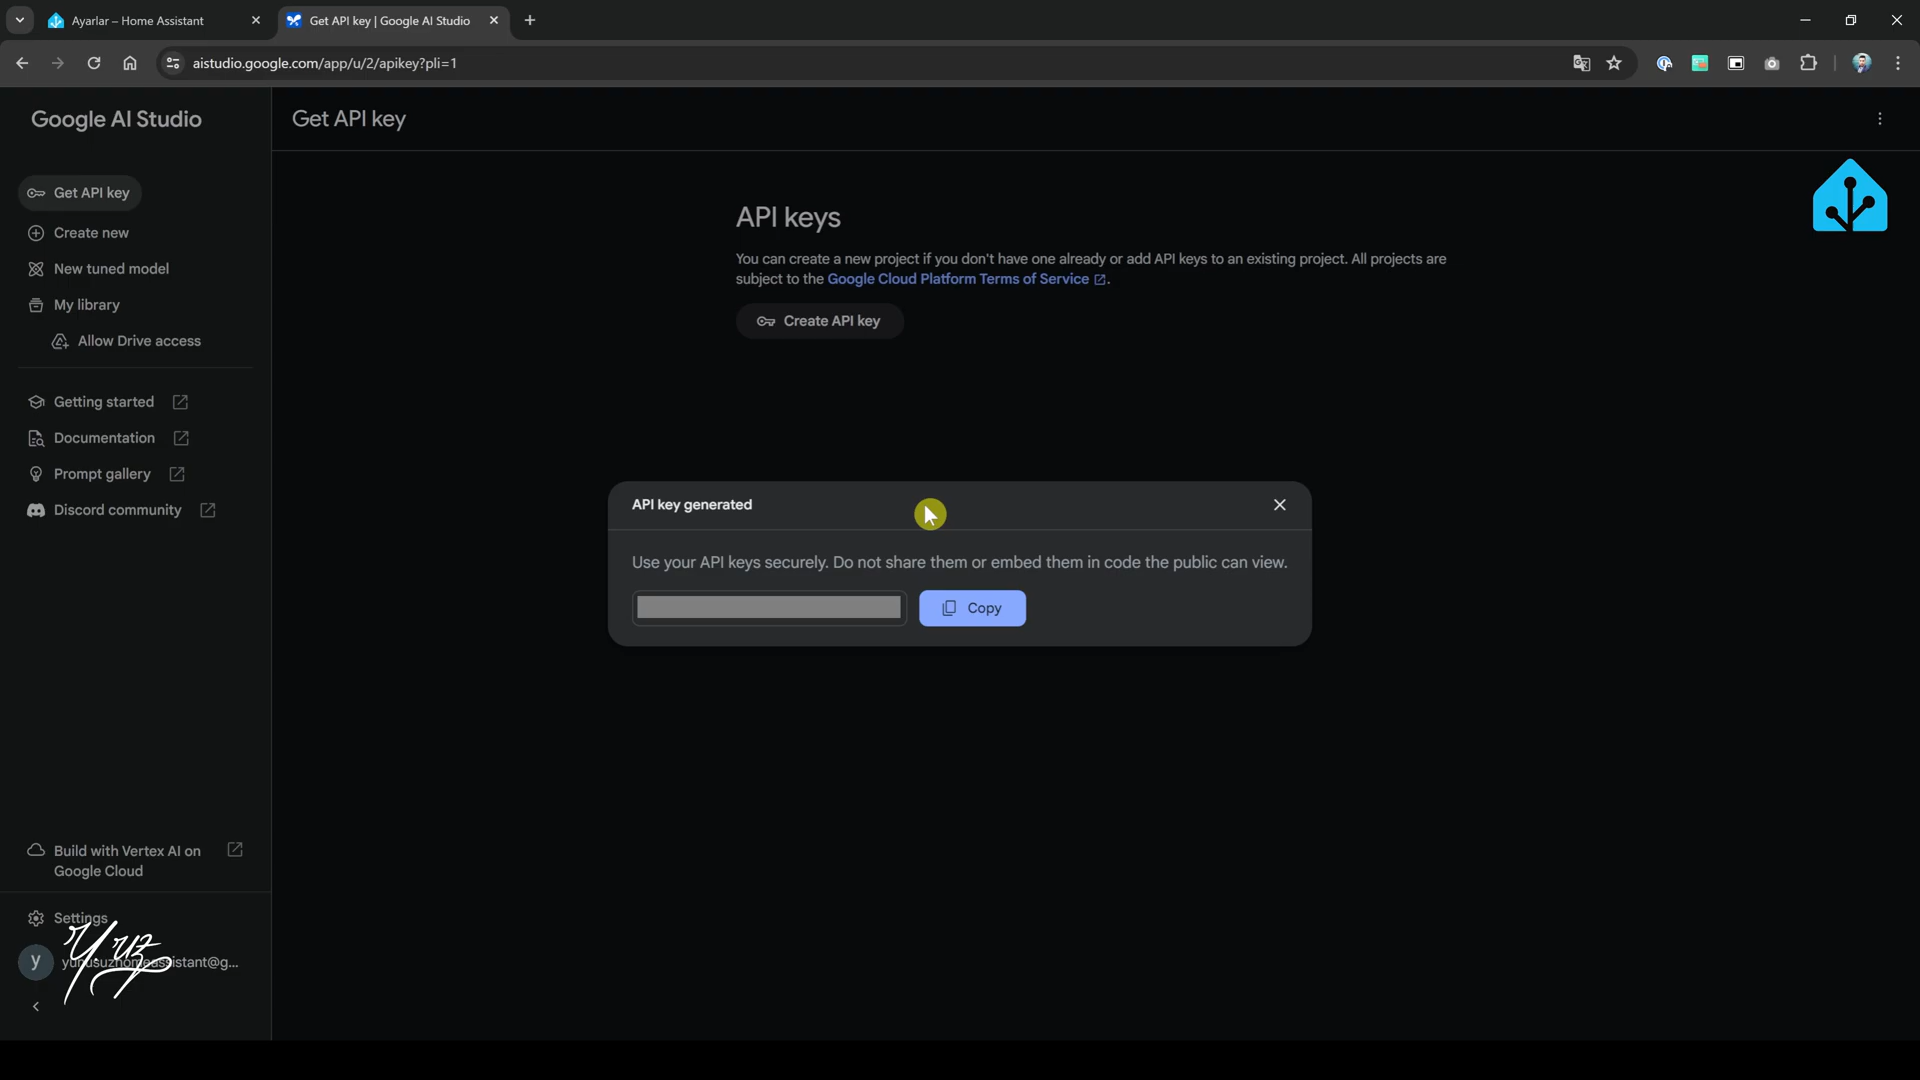 Ayarlar – Home Assistant
Get API key | Google AI Studio
aistudio.google.com/app/u/2/apikey?pli=1
Google AI Studio
Get API key
Get API key
Create new
New tuned model
My library
Allow Drive access
Getting started
Documentation
Prompt gallery
Discord community
API keys
You can create a new project if you don't have one already or add API keys to an existing project. All projects are
subject to the Google Cloud Platform Terms of Service .
Create API key
API key generated
Use your API keys securely. Do not share them or embed them in code the public can view.
Copy
Build with Vertex AI on
Google Cloud
Settings
y
yunusuzhomeassistant@g...